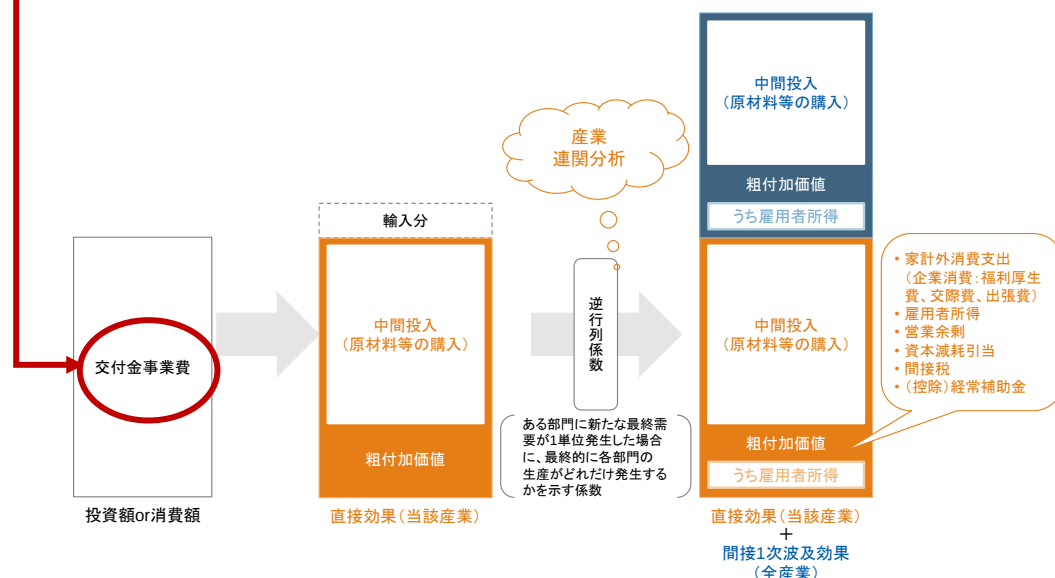 交付金事業費
投資額or消費額
輸入分
中間投入
（原材料等の購入）
粗付加価値
直接効果（当該産業）
産業
連関分析
逆行列係数
ある部門に新たな最終需
要が1単位発生した場合
に、最終的に各部門の
生産がどれだけ発生する
かを示す係数
中間投入
（原材料等の購入）
粗付加価値
うち雇用者所得
中間投入
（原材料等の購入）
粗付加価値
うち雇用者所得
直接効果（当該産業）
＋
間接1次波及効果
（全産業）
• 家計外消費支出
（企業消費：福利厚生
費、交際費、出張費）
• 雇用者所得
• 営業余剰
• 資本減耗引当
• 間接税
• （控除）経常補助金